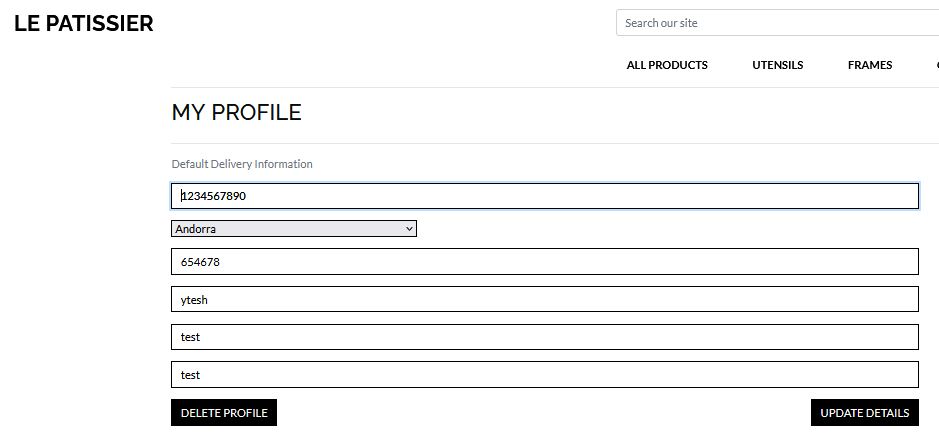 LE PATISSIER
Search our site
ALL PRODUCTS UTENSILS FRAMES
MY PROFILE
Default Delivery Information
1234567890
Andorra
654678
ytesh
test
test
DELETE PROFILE UPDATE DETAILS